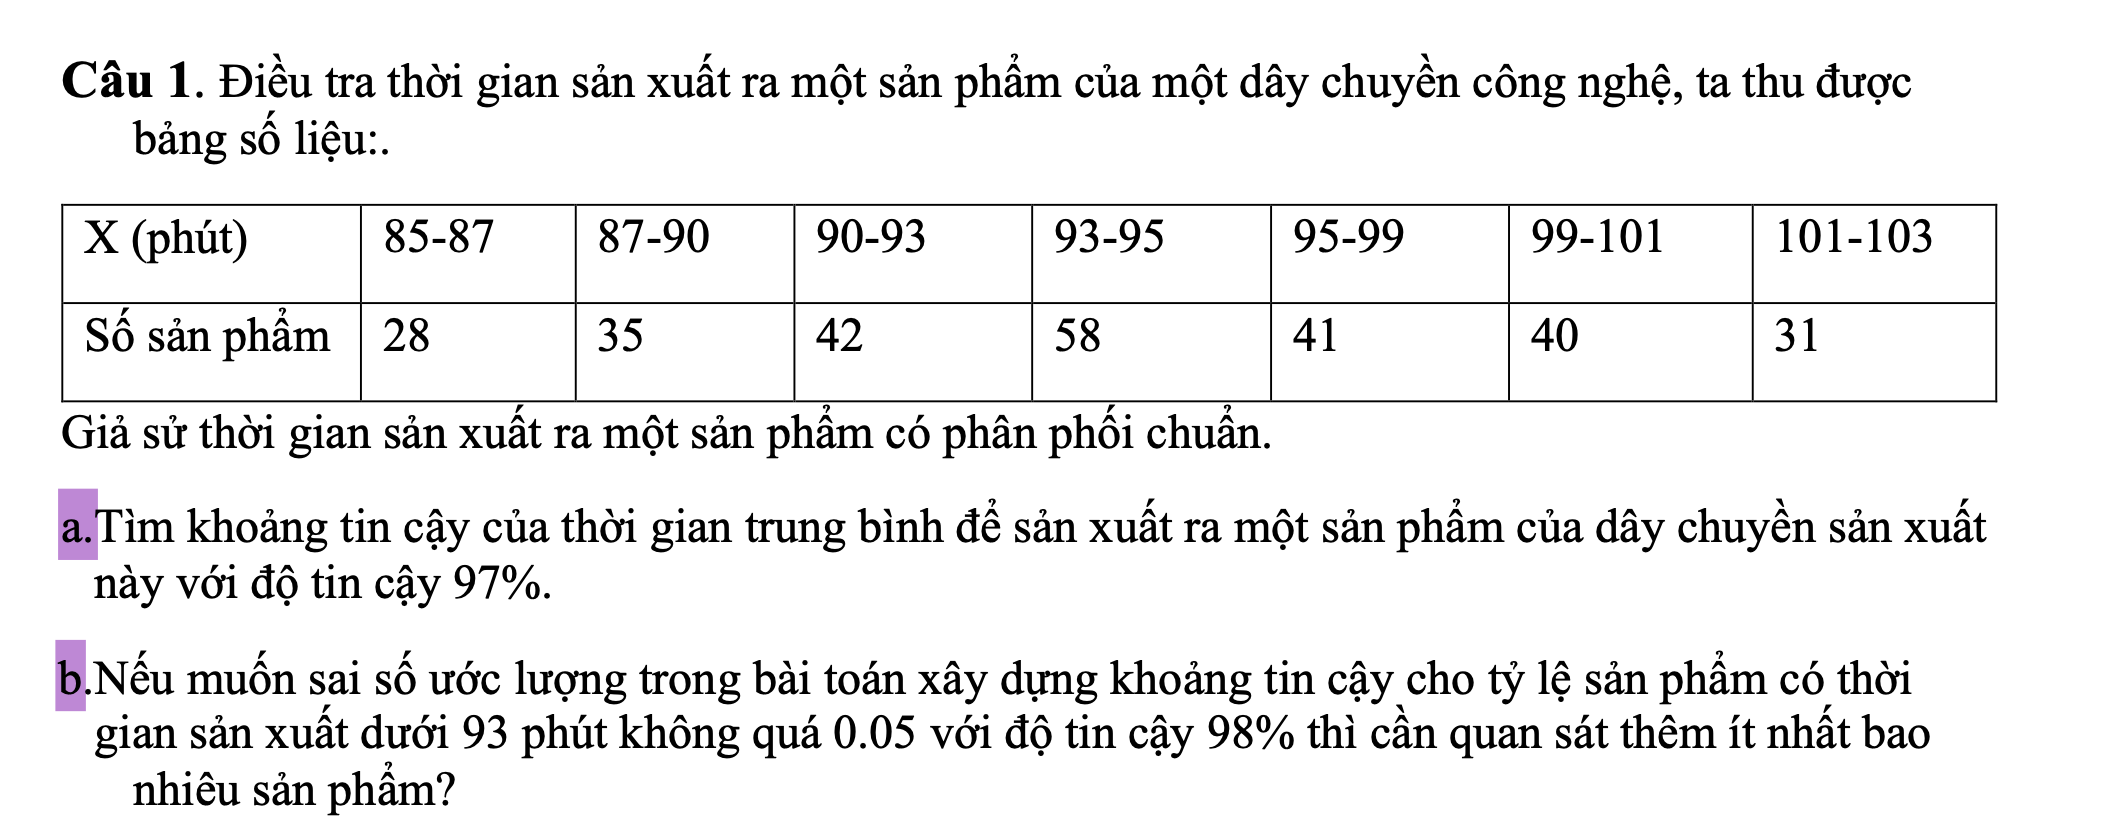 Câu 1. Điều tra thời gian sản xuất ra một sản phẩm của một dây chuyền công nghệ, ta thu được
bảng số liệu:.
X (phút) 85-87 87-90 90-93 93-95 95-99 99-101 101-103
Số sản phẩm 28 35 42 58 41 40 31
Giả sử thời gian sản xuất ra một sản phẩm có phân phối chuẩn.
a.Tìm khoảng tin cậy của thời gian trung bình để sản xuất ra một sản phẩm của dây chuyền sản xuất
này với độ tin cậy 97%.
b.Nếu muốn sai số ước lượng trong bài toán xây dựng khoảng tin cậy cho tỷ lệ sản phẩm có thời
gian sản xuất dưới 93 phút không quá 0.05 với độ tin cậy 98% thì cần quan sát thêm ít nhất bao
nhiêu sản phẩm?